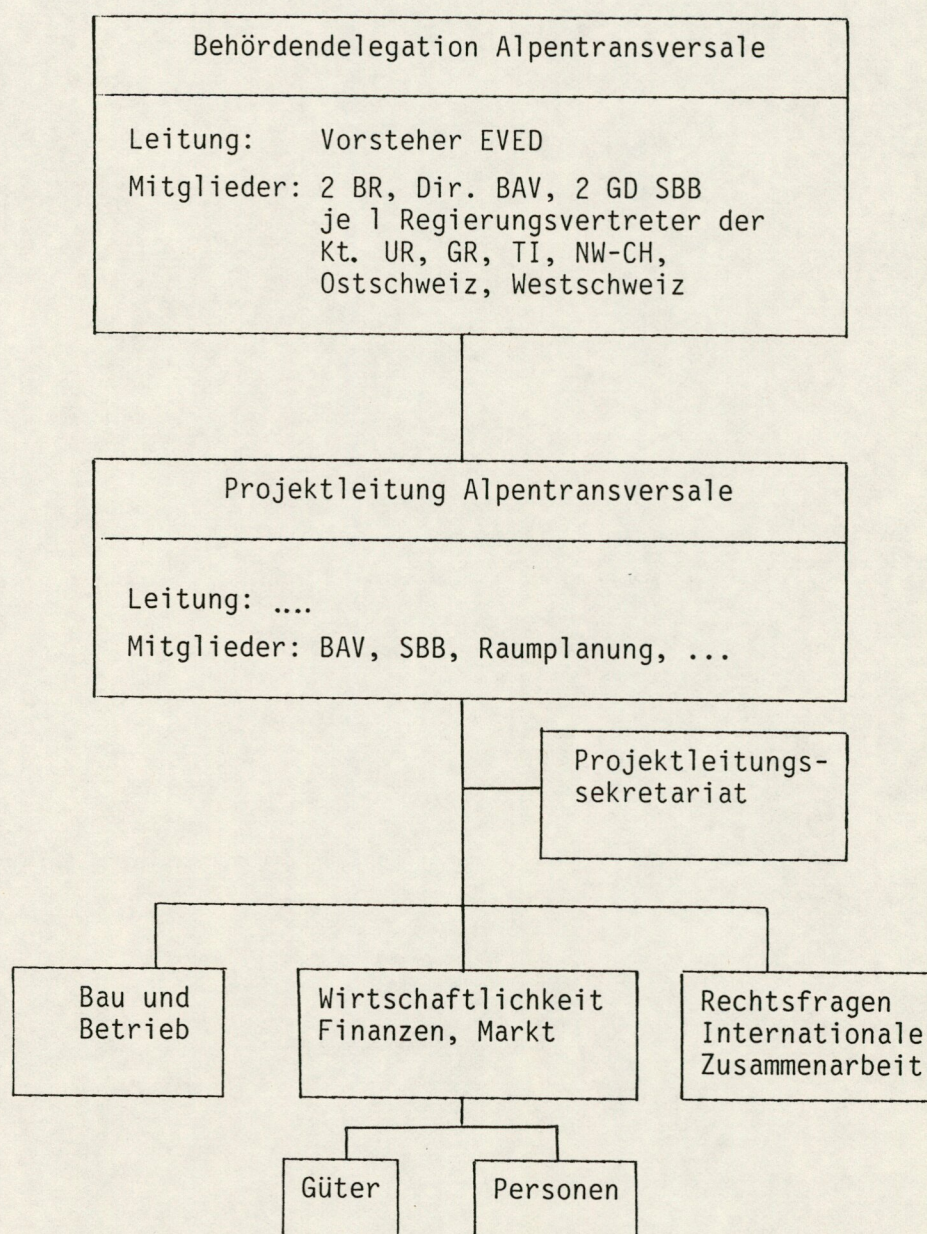 Behördendelegation Alpentransversale
Leitung: Vorsteher EVED
Mitglieder: 2 BR, Dir. BAV, 2 GD SBB
je 1 Regierungsvertreter der
Kt. UR, GR, TI, NW-CH,
Ostschweiz, Westschweiz
Projektleitung Alpentransversale
Leitung: ....
Mitglieder: BAV, SBB, Raumplanung, ...
Projektleitungs-
sekretariat
Bau und
Betrieb
Wirtschaftlichkeit
Finanzen, Markt
Rechtsfragen
Internationale
Zusammenarbeit
Güter
Personen